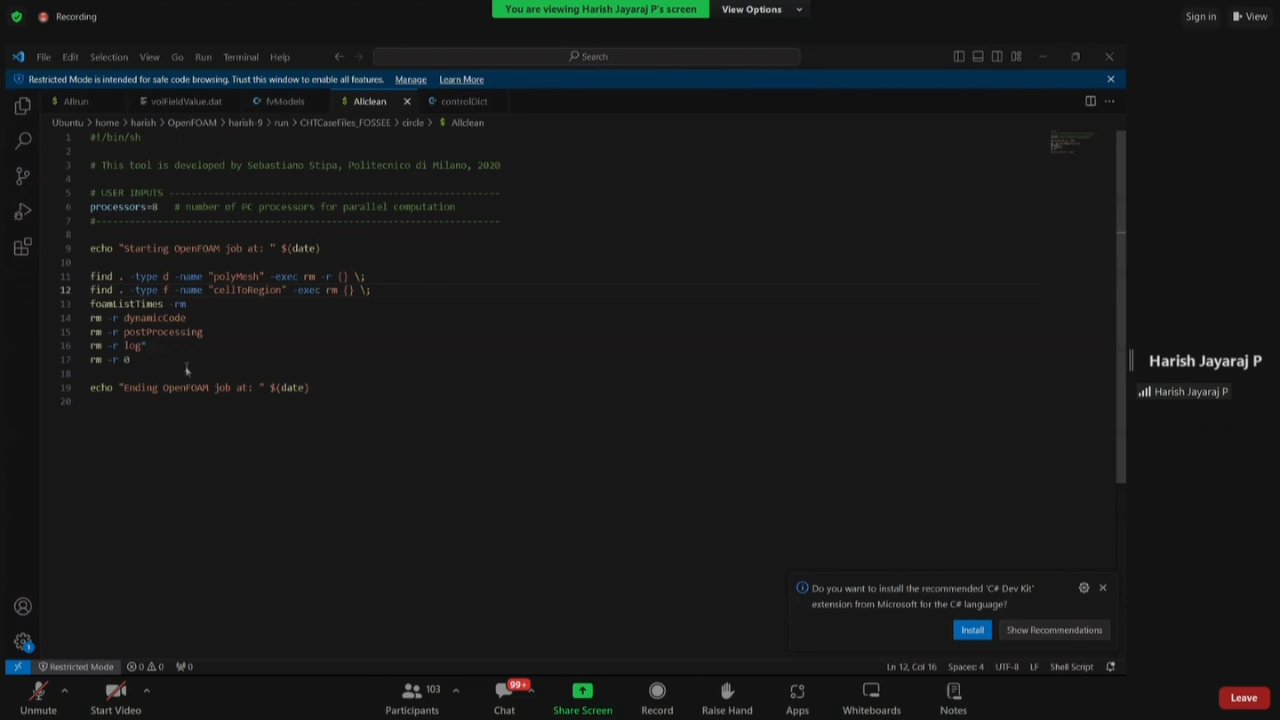 Recording
You are viewing Harish Jayaraj P's screen
View Options
Sign in
View
File Edit Selection View Go Run Terminal Help
Search
Restricted Mode is intended for safe code browsing. Trust this window to enable all features. Manage Learn More
$ Allrun
volFieldValue.dat
fvModels
$ Allclean
controlDict
Ubuntu > home > harish > OpenFOAM > harish-9 > run > CHTCaseFiles_FOSSEE > circle > $ Allclean
1 #!/bin/sh
2
3 # This tool is developed by Sebastiano Stipa, Politecnico di Milano, 2020
4
5 # USER INPUTS ------------------------------------------------------------
6 processors=8 # number of PC processors for parallel computation
7 #-------------------------------------------------------------------------
8
9 echo "Starting OpenFOAM job at: " $(date)
10
11 find . -type d -name "polyMesh" -exec rm -r {} \;
12 find . -type f -name "cellToRegion" -exec rm {} \;
13 foamListTimes -rm
14 rm -r dynamicCode
15 rm -r postProcessing
16 rm -r log*
17 rm -r 0
18
19 echo "Ending OpenFOAM job at: " $(date)
20
Harish Jayaraj P
Harish Jayaraj P
Do you want to install the recommended 'C# Dev Kit'
extension from Microsoft for the C# language?
Install
Show Recommendations
Restricted Mode
0 0
0
Ln 12, Col 16 Spaces: 4 UTF-8 LF Shell Script
1
103
99+
Unmute
Start Video
Participants
Chat
Share Screen
Record
Raise Hand
Apps
Whiteboards
Notes
Leave